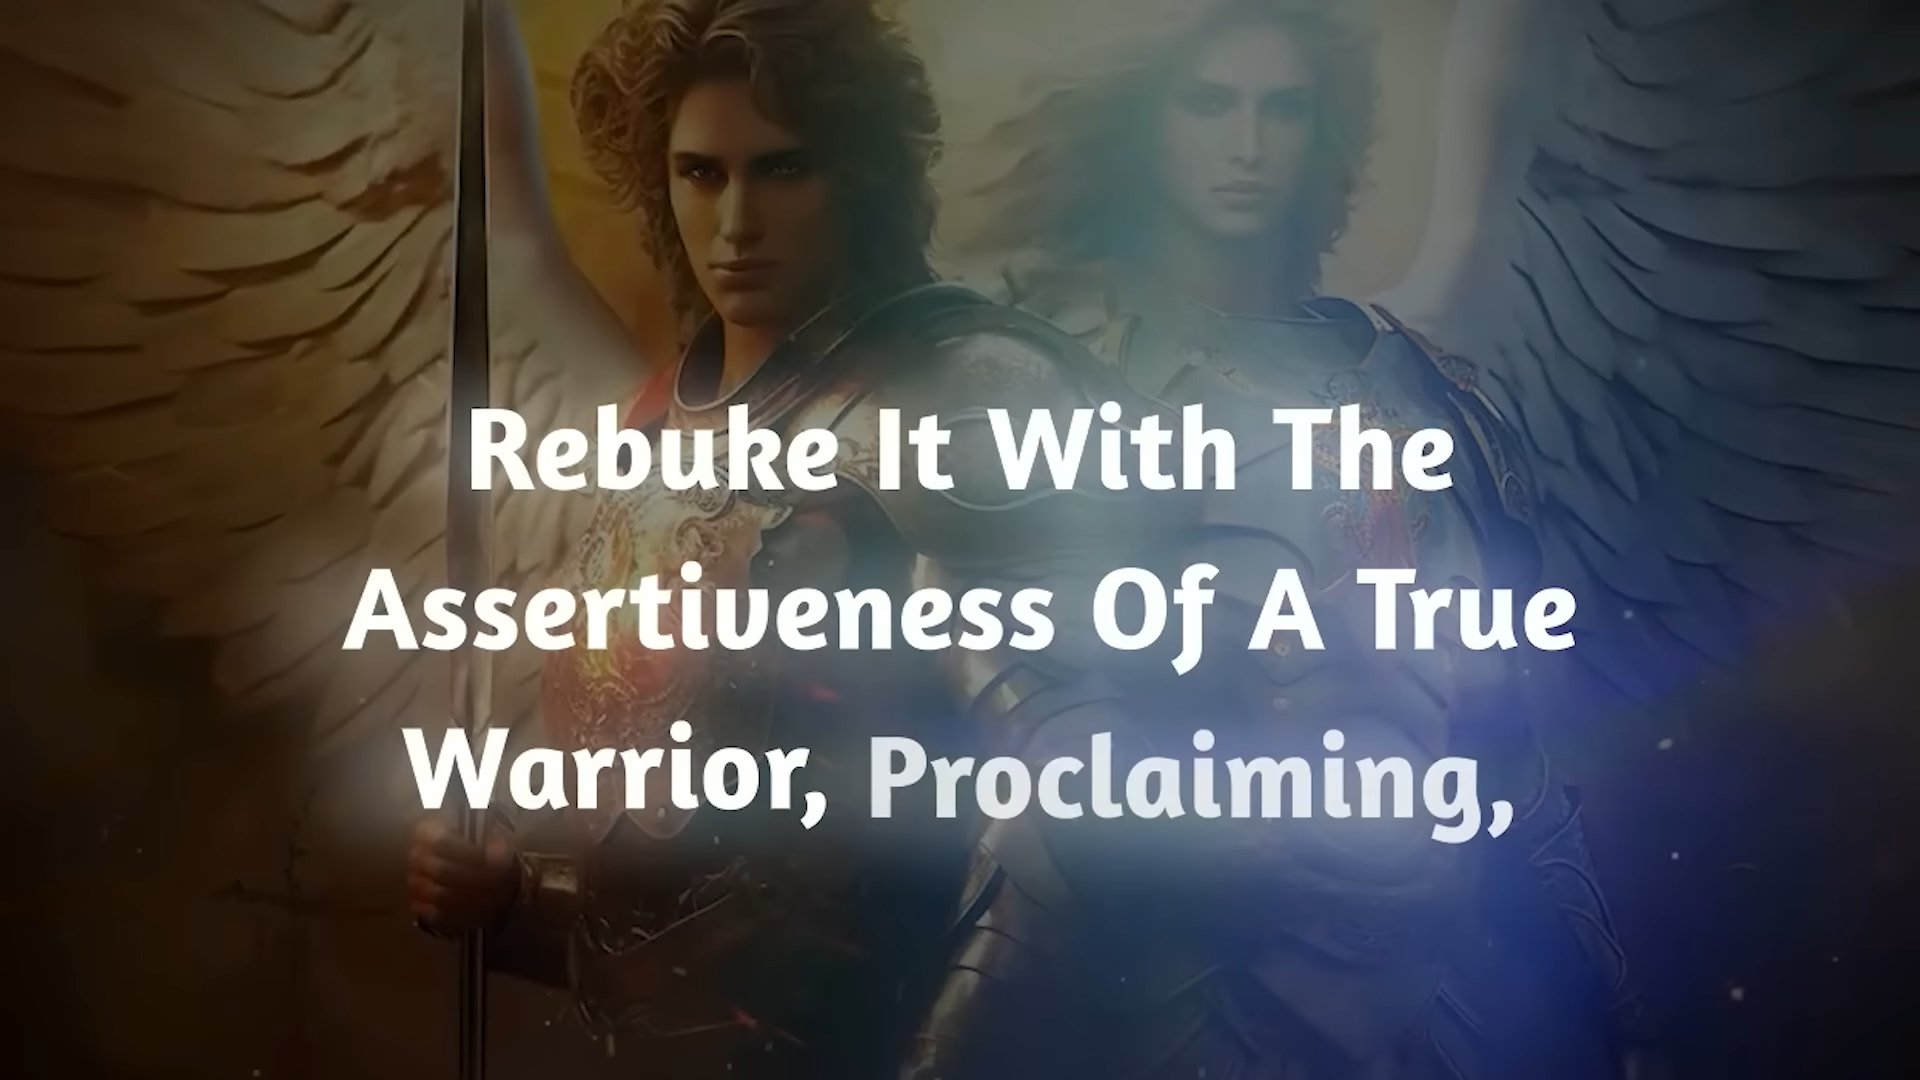 Rebuke It With The
Assertiveness Of A True
Warrior, Proclaiming,